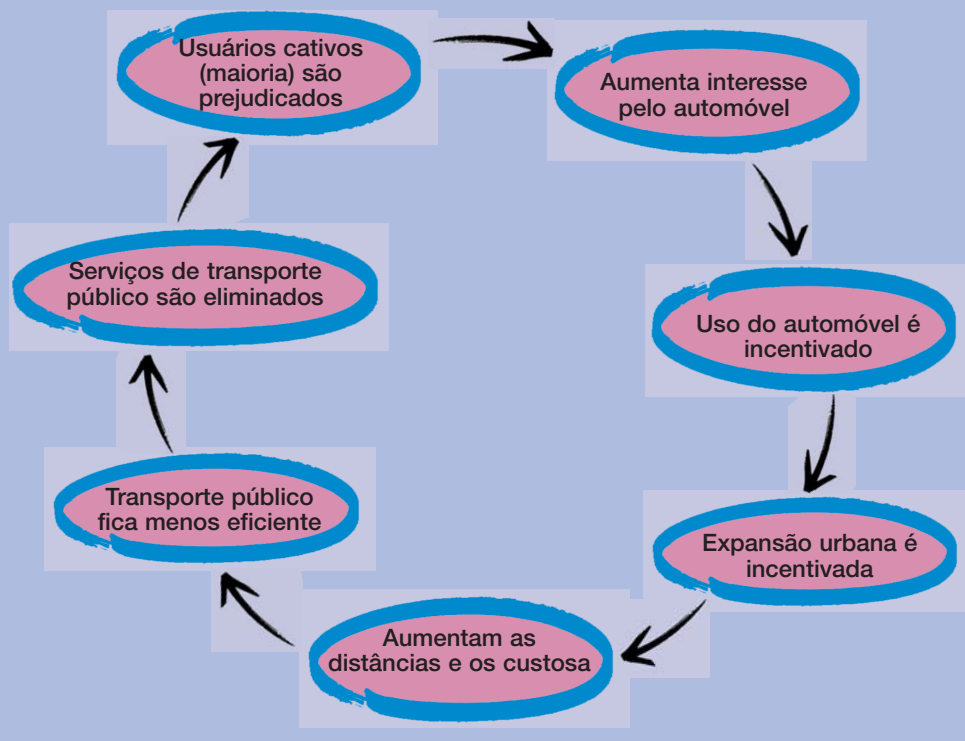 Usuários cativos
(maioria) são
prejudicados
Aumenta interesse
pelo automóvel
Uso do automóvel é
incentivado
Expansão urbana é
incentivada
Aumentam as
distâncias e os custosa
Transporte público
fica menos eficiente
Serviços de transporte
público são eliminados